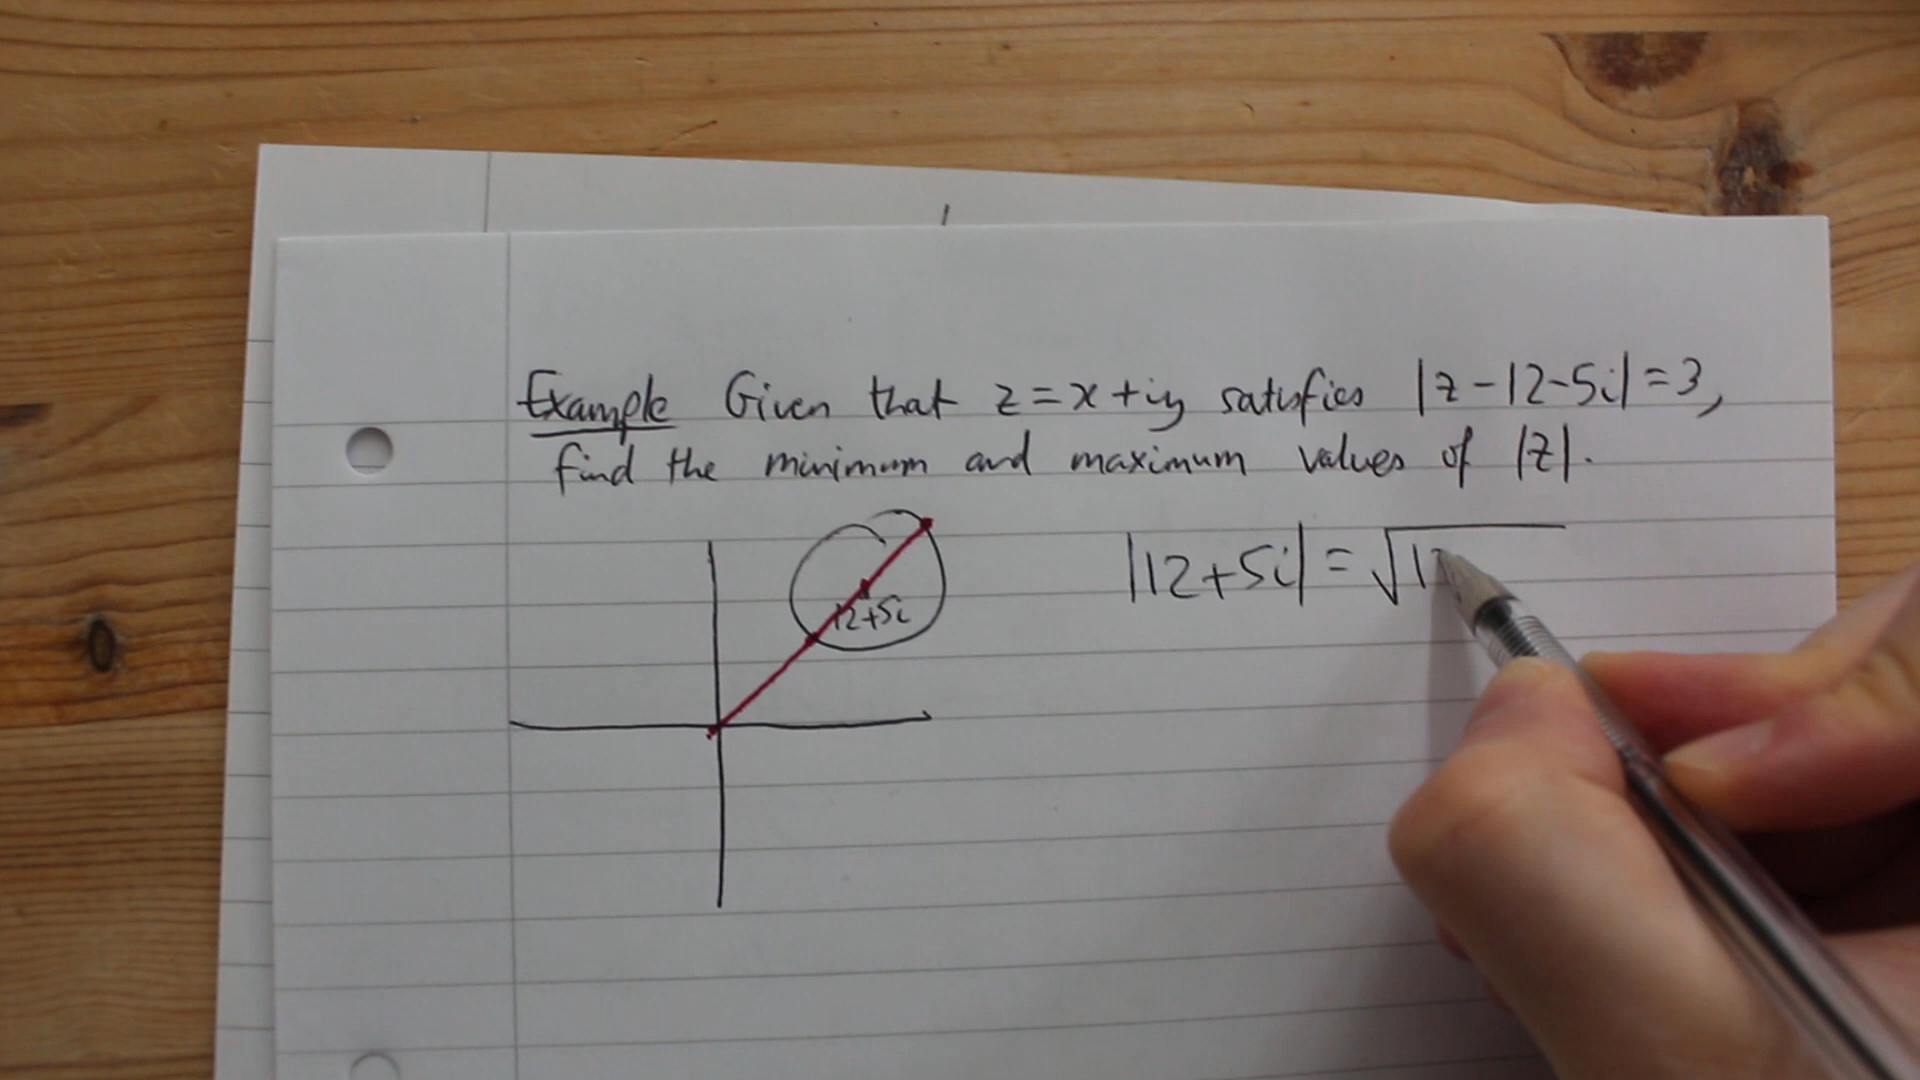 Example Given that z = x + iy satisfies |z - 12 - 5i| = 3,
find the minimum and maximum values of |z|.
12+5i
|12+5i| = √12